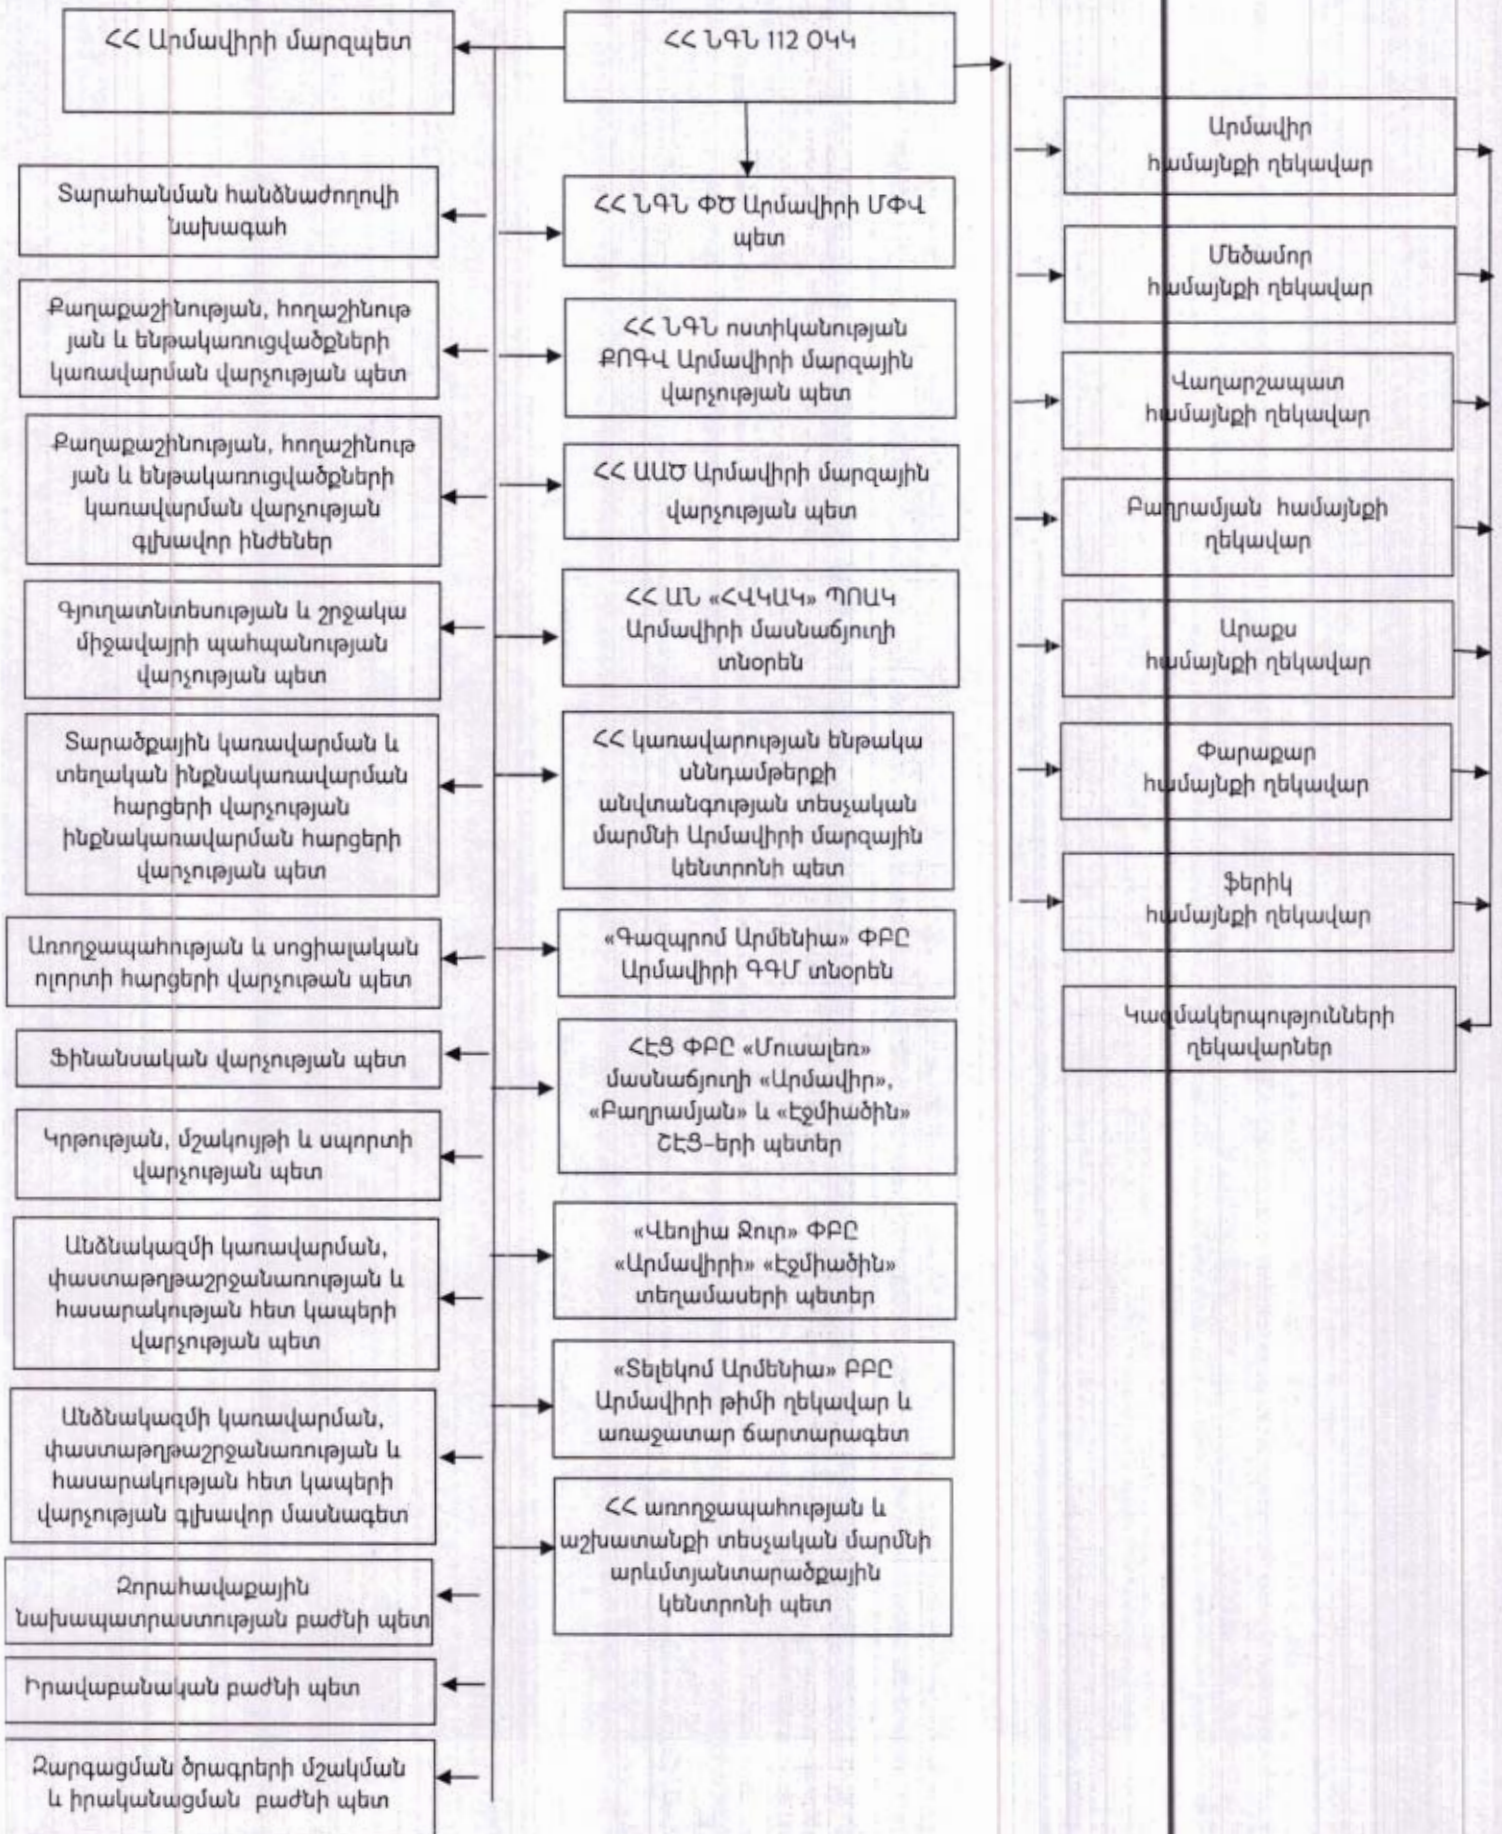 ՀՀ Արմավիրի մարզպետ
ՀՀ ՆԳՆ 112 ՕԿԿ
Տարահանման հանձնաժողովի
նախագահ
Քաղաքաշինության, հողաշինութ
յան և ենթակառուցվածքների
կառավարման վարչության պետ
Քաղաքաշինության, հողաշինութ
յան և ենթակառուցվածքների
կառավարման վարչության
գլխավոր ինժեներ
Գյուղատնտեսության և շրջակա
միջավայրի պահպանության
վարչության պետ
Տարածքային կառավարման և
տեղական ինքնակառավարման
հարցերի վարչության
ինքնակառավարման հարցերի
վարչության պետ
Առողջապահության և սոցիալական
ոլորտի հարցերի վարչութան պետ
Ֆինանսական վարչության պետ
Կրթության, մշակույթի և սպորտի
վարչության պետ
Անձնակազմի կառավարման,
փաստաթղթաշրջանառության և
հասարակության հետ կապերի
վարչության պետ
Անձնակազմի կառավարման,
փաստաթղթաշրջանառության և
հասարակության հետ կապերի
վարչության գլխավոր մասնագետ
Զորահավաքային
նախապատրաստության բաժնի պետ
Իրավաբանական բաժնի պետ
Զարգացման ծրագրերի մշակման
և իրականացման բաժնի պետ
ՀՀ ՆԳՆ ՓԾ Արմավիրի ՄՓՎ
պետ
ՀՀ ՆԳՆ ոստիկանության
ՔՈԳՎ Արմավիրի մարզային
վարչության պետ
ՀՀ ԱԱԾ Արմավիրի մարզային
վարչության պետ
ՀՀ ԱՆ «ՀՎԿԱԿ» ՊՈԱԿ
Արմավիրի մասնաճյուղի
տնօրեն
ՀՀ կառավարության ենթակա
սննդամթերքի
անվտանգության տեսչական
մարմնի Արմավիրի մարզային
կենտրոնի պետ
«Գազպրոմ Արմենիա» ՓԲԸ
Արմավիրի ԳԳՄ տնօրեն
ՀԷՑ ՓԲԸ «Մուսալեռ»
մասնաճյուղի «Արմավիր»,
«Բաղրամյան» և «Էջմիածին»
ՇԷՑ-երի պետեր
«Վեոլիա Ջուր» ՓԲԸ
«Արմավիրի» «Էջմիածին»
տեղամասերի պետեր
«Տելեկոմ Արմենիա» ԲԲԸ
Արմավիրի թիմի ղեկավար և
առաջատար ճարտարագետ
ՀՀ առողջապահության և
աշխատանքի տեսչական մարմնի
արևմտյանտարածքային
կենտրոնի պետ
Արմավիր
համայնքի ղեկավար
Մեծամոր
համայնքի ղեկավար
Վաղարշապատ
համայնքի ղեկավար
Բաղրամյան համայնքի
ղեկավար
Արաքս
համայնքի ղեկավար
Փարաքար
համայնքի ղեկավար
Ֆերիկ
համայնքի ղեկավար
Կազմակերպությունների
ղեկավարներ